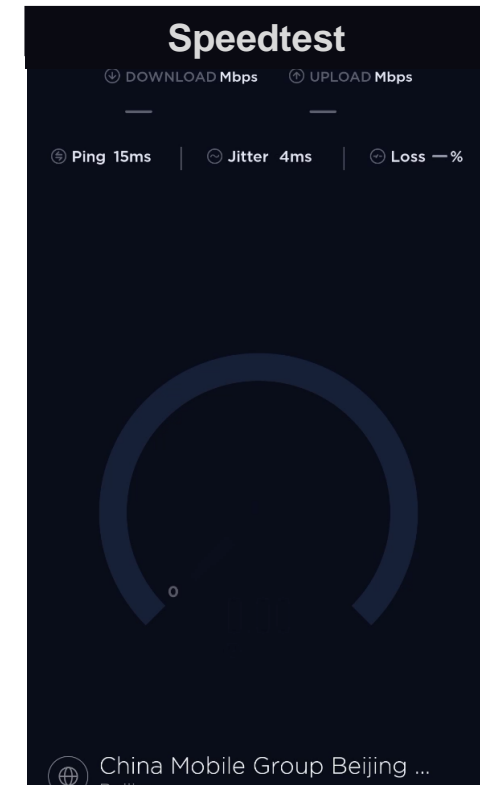 Speedtest
DOWNLOAD Mbps UPLOAD Mbps
— —
Ping 15ms Jitter 4ms Loss — %
0
China Mobile Group Beijing ...